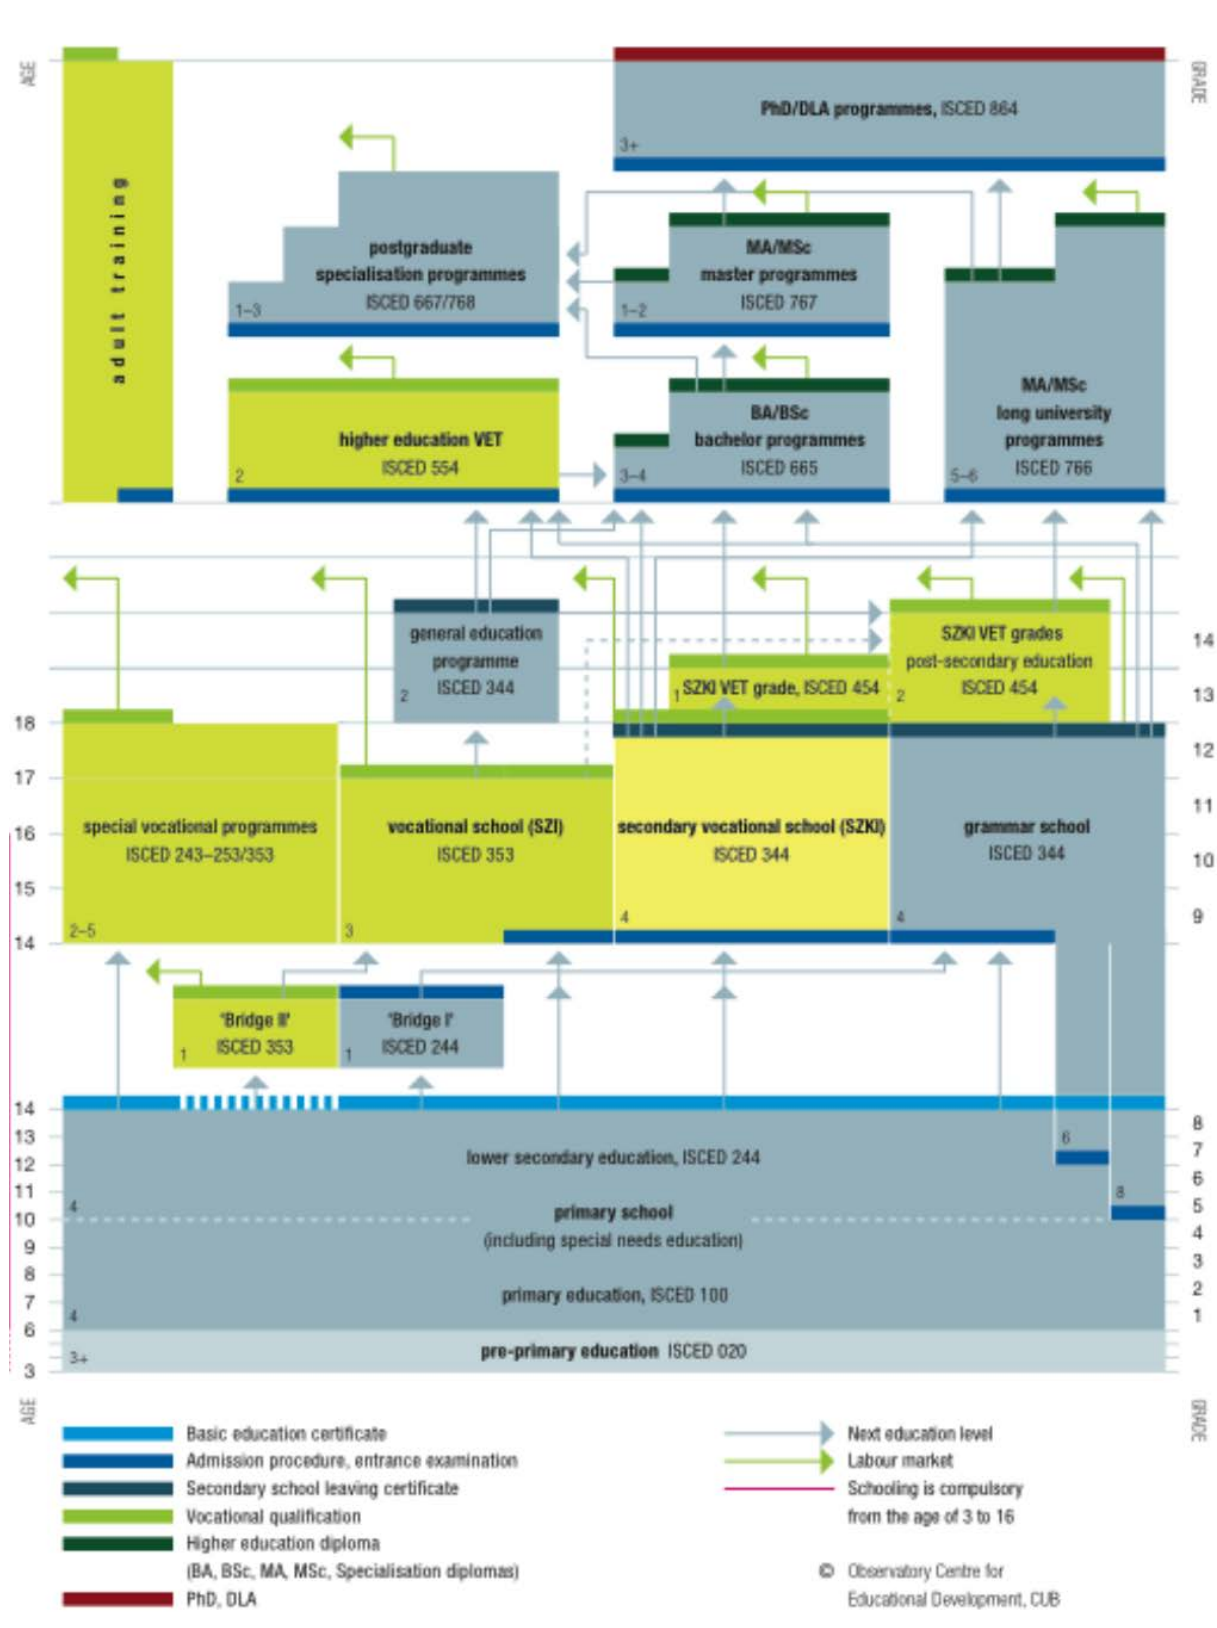 AGE
GRADE
PhD/DLA programmes, ISCED 864
3+
adult training
postgraduate
specialisation programmes
ISCED 667/768
1–3
MA/MSc
master programmes
ISCED 767
1–2
higher education VET
ISCED 554
2
BA/BSc
bachelor programmes
ISCED 665
3–4
MA/MSc
long university
programmes
ISCED 766
5–6
general education
programme
ISCED 344
2
SZKI VET grade, ISCED 454
1
SZKI VET grades
post-secondary education
ISCED 454
2
14
13
12
11
10
9
18
17
16
15
14
special vocational programmes
ISCED 243–253/353
2–5
vocational school (SZI)
ISCED 353
3
secondary vocational school (SZKI)
ISCED 344
4
grammar school
ISCED 344
4
'Bridge II'
ISCED 353
1
'Bridge I'
ISCED 244
1
14
13
12
11
10
9
8
7
6
3
8
7
6
5
4
3
2
1
6
8
lower secondary education, ISCED 244
4
primary school
(including special needs education)
primary education, ISCED 100
4
pre-primary education ISCED 020
3+
AGE
GRADE
Basic education certificate
Admission procedure, entrance examination
Secondary school leaving certificate
Vocational qualification
Higher education diploma
(BA, BSc, MA, MSc, Specialisation diplomas)
PhD, DLA
Next education level
Labour market
Schooling is compulsory
from the age of 3 to 16
© Observatory Centre for
Educational Development, CUB